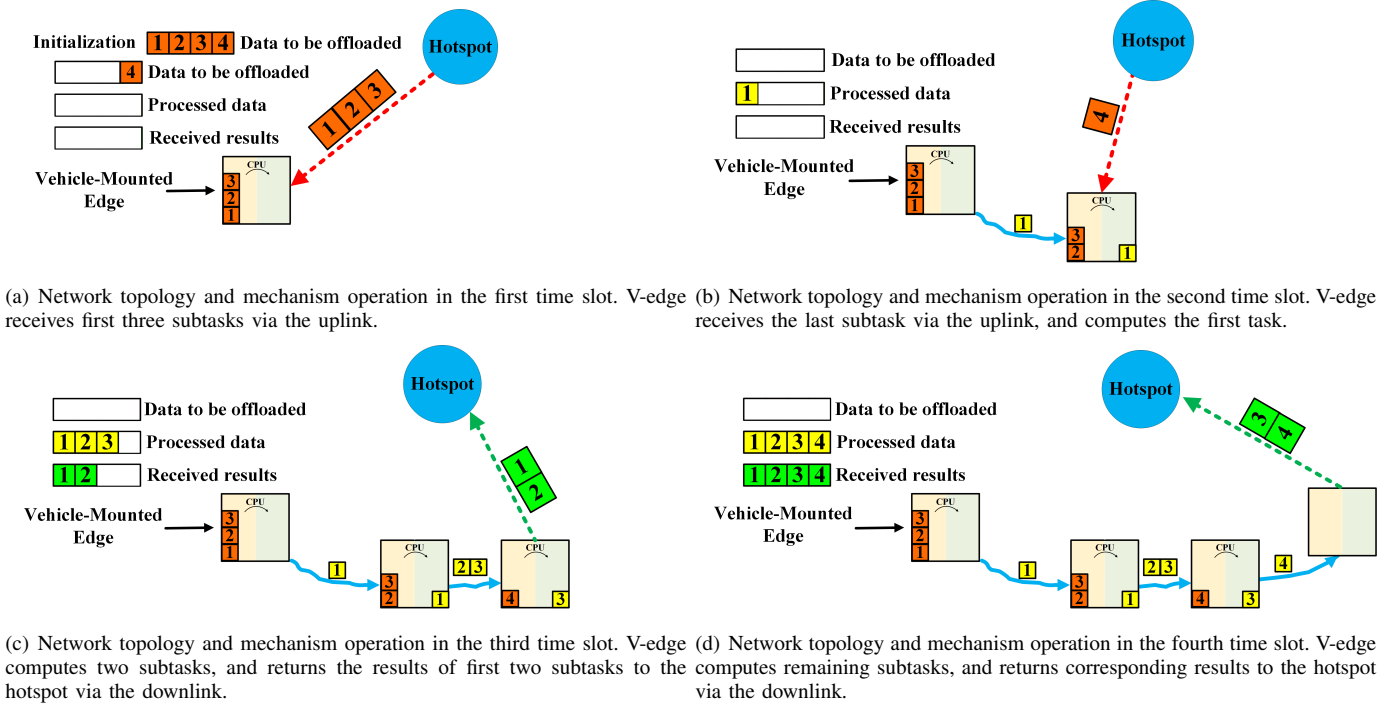 Hotspot
Initialization 1 2 3 4 Data to be offloaded
4 Data to be offloaded
1 2 3
Processed data
Received results
CPU
Vehicle-Mounted
Edge
3
2
1
(a) Network topology and mechanism operation in the first time slot. V-edge
receives first three subtasks via the uplink.
Hotspot
Data to be offloaded
1 Processed data
4
Received results
CPU
Vehicle-Mounted
Edge
3
2
1
1
CPU
3
2 1
(b) Network topology and mechanism operation in the second time slot. V-edge
receives the last subtask via the uplink, and computes the first task.
Hotspot
Data to be offloaded
1 2 3 Processed data
1 2 Received results
1
2
CPU
Vehicle-Mounted
Edge
3
2
1
1
CPU
3
2 1
2 3
CPU
4 3
(c) Network topology and mechanism operation in the third time slot. V-edge
computes two subtasks, and returns the results of first two subtasks to the
hotspot via the downlink.
Hotspot
Data to be offloaded
1 2 3 4 Processed data
1 2 3 4 Received results
3 4
CPU
Vehicle-Mounted
Edge
3
2
1
1
CPU
3
2 1
2 3
CPU
4 3
4
(d) Network topology and mechanism operation in the fourth time slot. V-edge
computes remaining subtasks, and returns corresponding results to the hotspot
via the downlink.